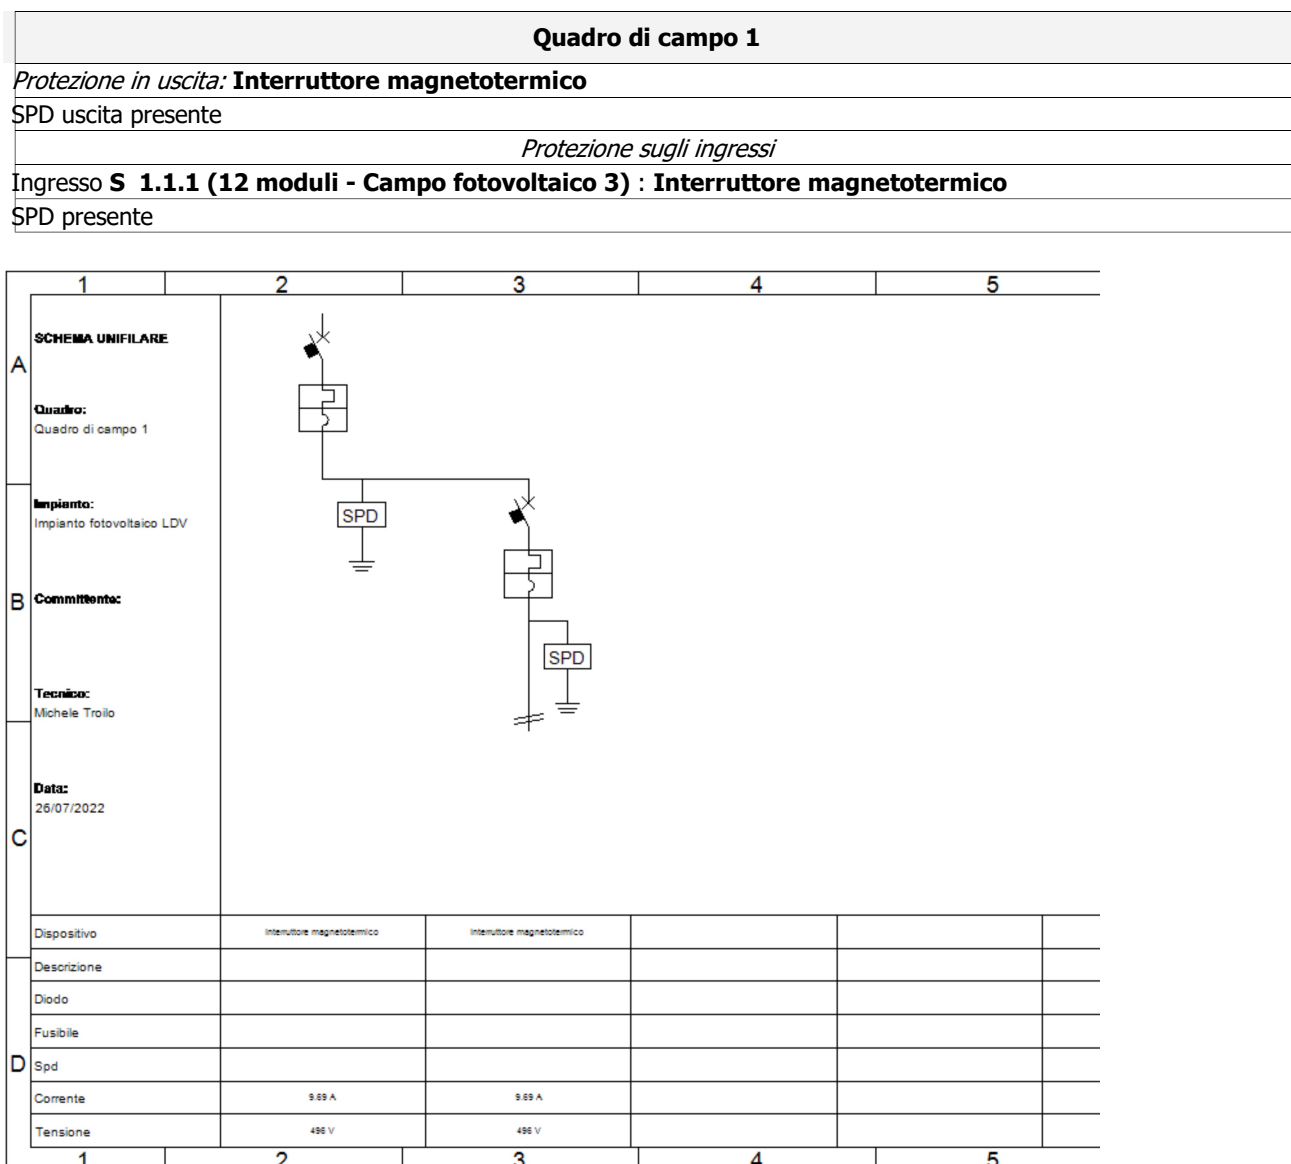 Quadro di campo 1
Protezione in uscita: Interruttore magnetotermico
SPD uscita presente
Protezione sugli ingressi
Ingresso S 1.1.1 (12 moduli - Campo fotovoltaico 3) : Interruttore magnetotermico
SPD presente
1 2 3 4 5
A
SCHEMA UNIFILARE
Quadro:
Quadro di campo 1
B
Impianto:
Impianto fotovoltaico LDV
SPD
Committente:
SPD
Tecnico:
Michele Troilo
C
Data:
26/07/2022
Dispositivo Interruttore magnetotermico Interruttore magnetotermico
D
Descrizione
Diodo
Fusibile
Spd
Corrente 9.69 A 9.69 A
Tensione 496 V 496 V
1 2 3 4 5